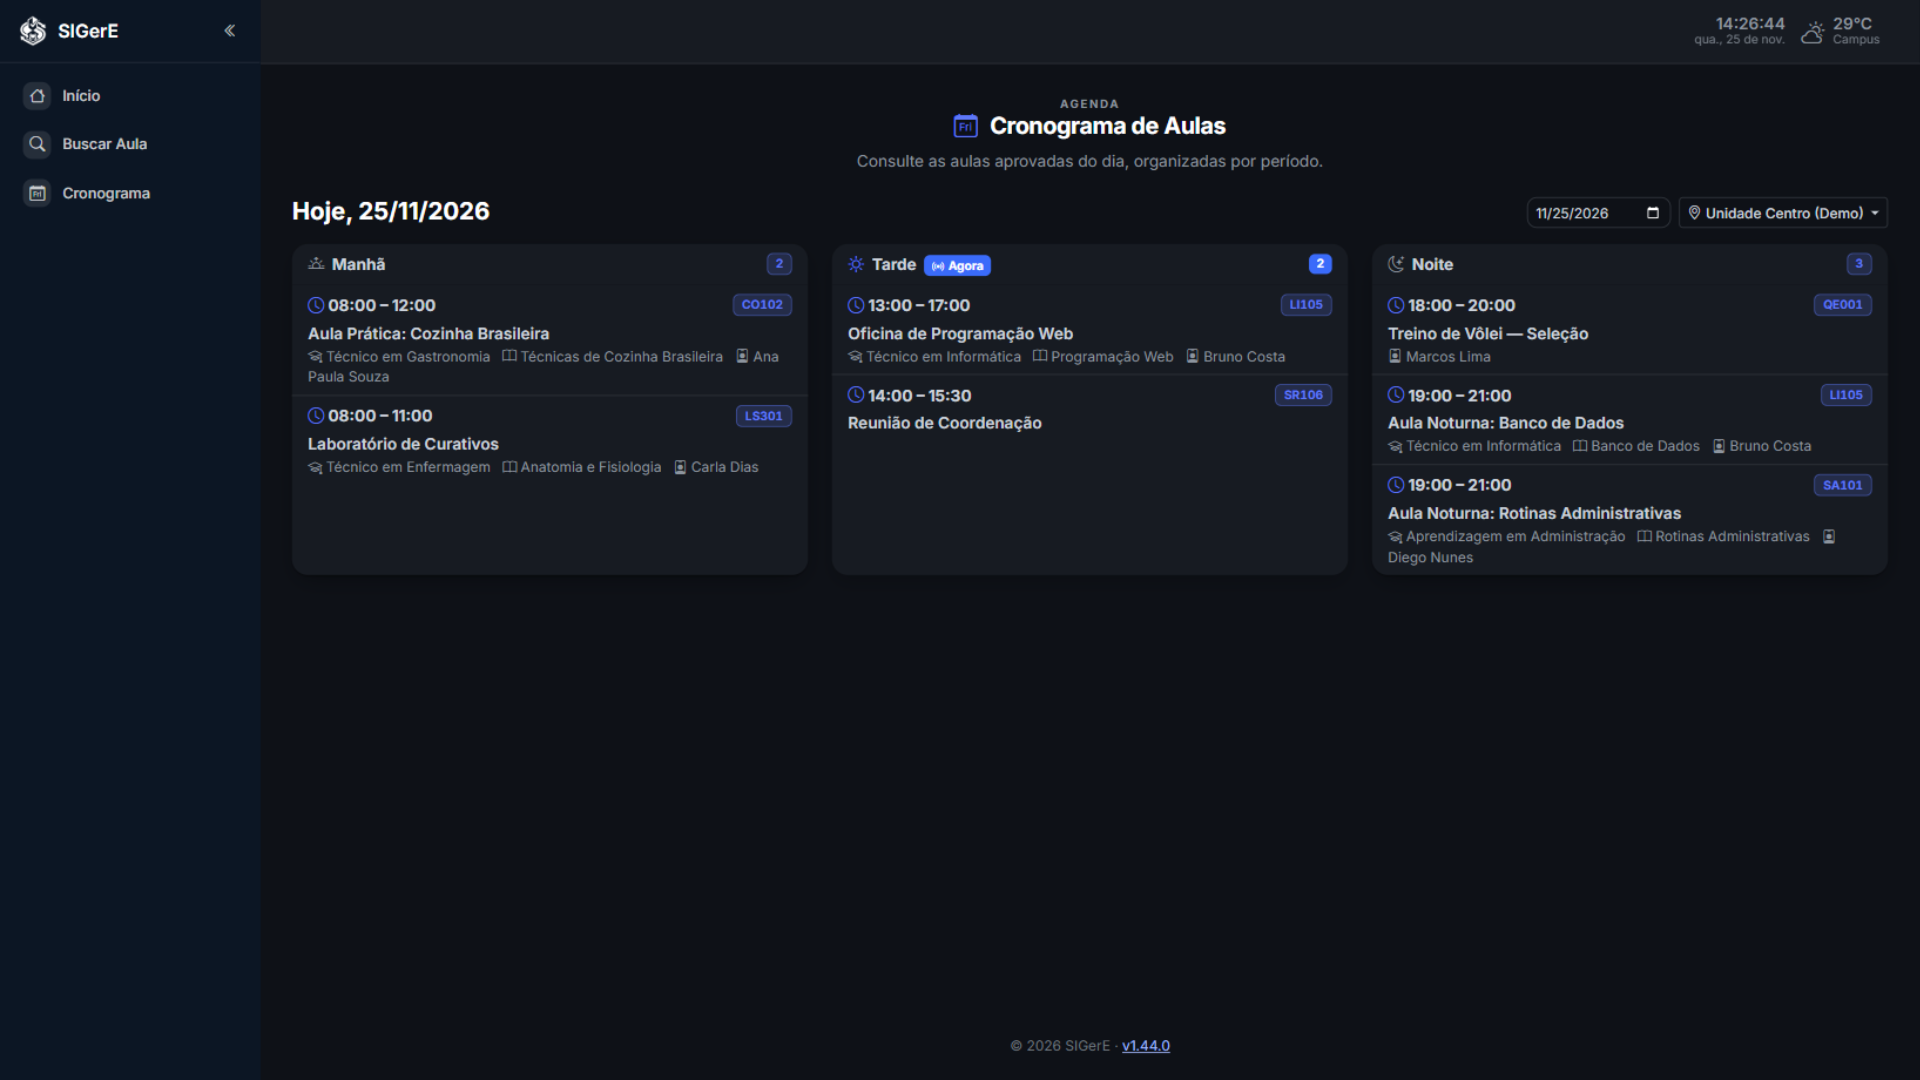 SIGerE
Início
Buscar Aula
Cronograma
14:26:44
qua., 25 de nov.
29°C
Campus
AGENDA
Fri Cronograma de Aulas
Consulte as aulas aprovadas do dia, organizadas por período.
Hoje, 25/11/2026
11/25/2026
Unidade Centro (Demo)
Manhã 2
08:00 – 12:00 CO102
Aula Prática: Cozinha Brasileira
Técnico em Gastronomia Técnicas de Cozinha Brasileira Ana
Paula Souza
08:00 – 11:00 LS301
Laboratório de Curativos
Técnico em Enfermagem Anatomia e Fisiologia Carla Dias
Tarde Agora 2
13:00 – 17:00 LI105
Oficina de Programação Web
Técnico em Informática Programação Web Bruno Costa
14:00 – 15:30 SR106
Reunião de Coordenação
Noite 3
18:00 – 20:00 QE001
Treino de Vôlei — Seleção
Marcos Lima
19:00 – 21:00 LI105
Aula Noturna: Banco de Dados
Técnico em Informática Banco de Dados Bruno Costa
19:00 – 21:00 SA101
Aula Noturna: Rotinas Administrativas
Aprendizagem em Administração Rotinas Administrativas
Diego Nunes
© 2026 SIGerE · v1.44.0